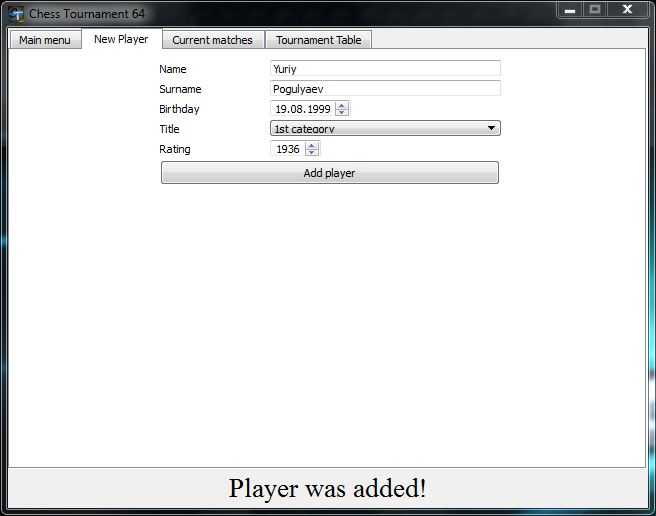 Chess Tournament 64
Main menu New Player Current matches Tournament Table
Name Yuriy
Surname Pogulyaev
Birthday 19.08.1999
Title 1st category
Rating 1936
Add player
Player was added!